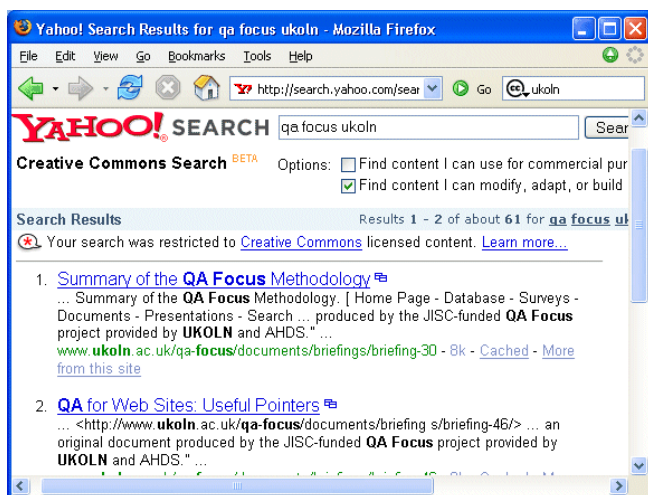 Yahoo! Search Results for qa focus ukoln - Mozilla Firefox
File Edit View Go Bookmarks Tools Help
http://search.yahoo.com/sear Go ukoln
YAHOO! SEARCH qa focus ukoln Sear
Creative Commons Search BETA Options: Find content I can use for commercial pur
Find content I can modify, adapt, or build
Search Results Results 1 - 2 of about 61 for qa focus uk
Your search was restricted to Creative Commons licensed content. Learn more...
1. Summary of the QA Focus Methodology
... Summary of the QA Focus Methodology. [ Home Page - Database - Surveys -
Documents - Presentations - Search ... produced by the JISC-funded QA Focus
project provided by UKOLN and AHDS." ...
www.ukoln.ac.uk/qa-focus/documents/briefings/briefing-30 - 8k - Cached - More
from this site
2. QA for Web Sites: Useful Pointers
... <http://www.ukoln.ac.uk/qa-focus/documents/briefing s/briefing-46/> ... an
original document produced by the JISC-funded QA Focus project provided by
UKOLN and AHDS." ...